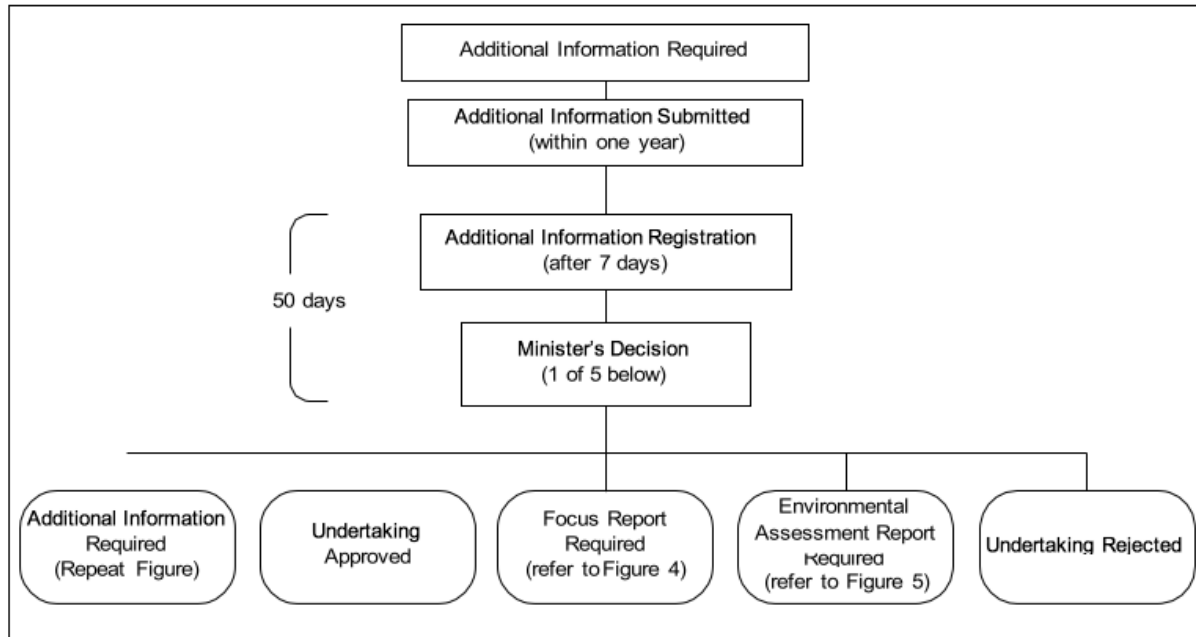 Additional Information Required
Additional Information Submitted
(within one year)
Additional Information Registration
(after 7 days)
50 days
Minister's Decision
(1 of 5 below)
Additional Information
Required
(Repeat Figure)
Undertaking
Approved
Focus Report
Required
(refer to Figure 4)
Environmental
Assessment Report
Required
(refer to Figure 5)
Undertaking Rejected